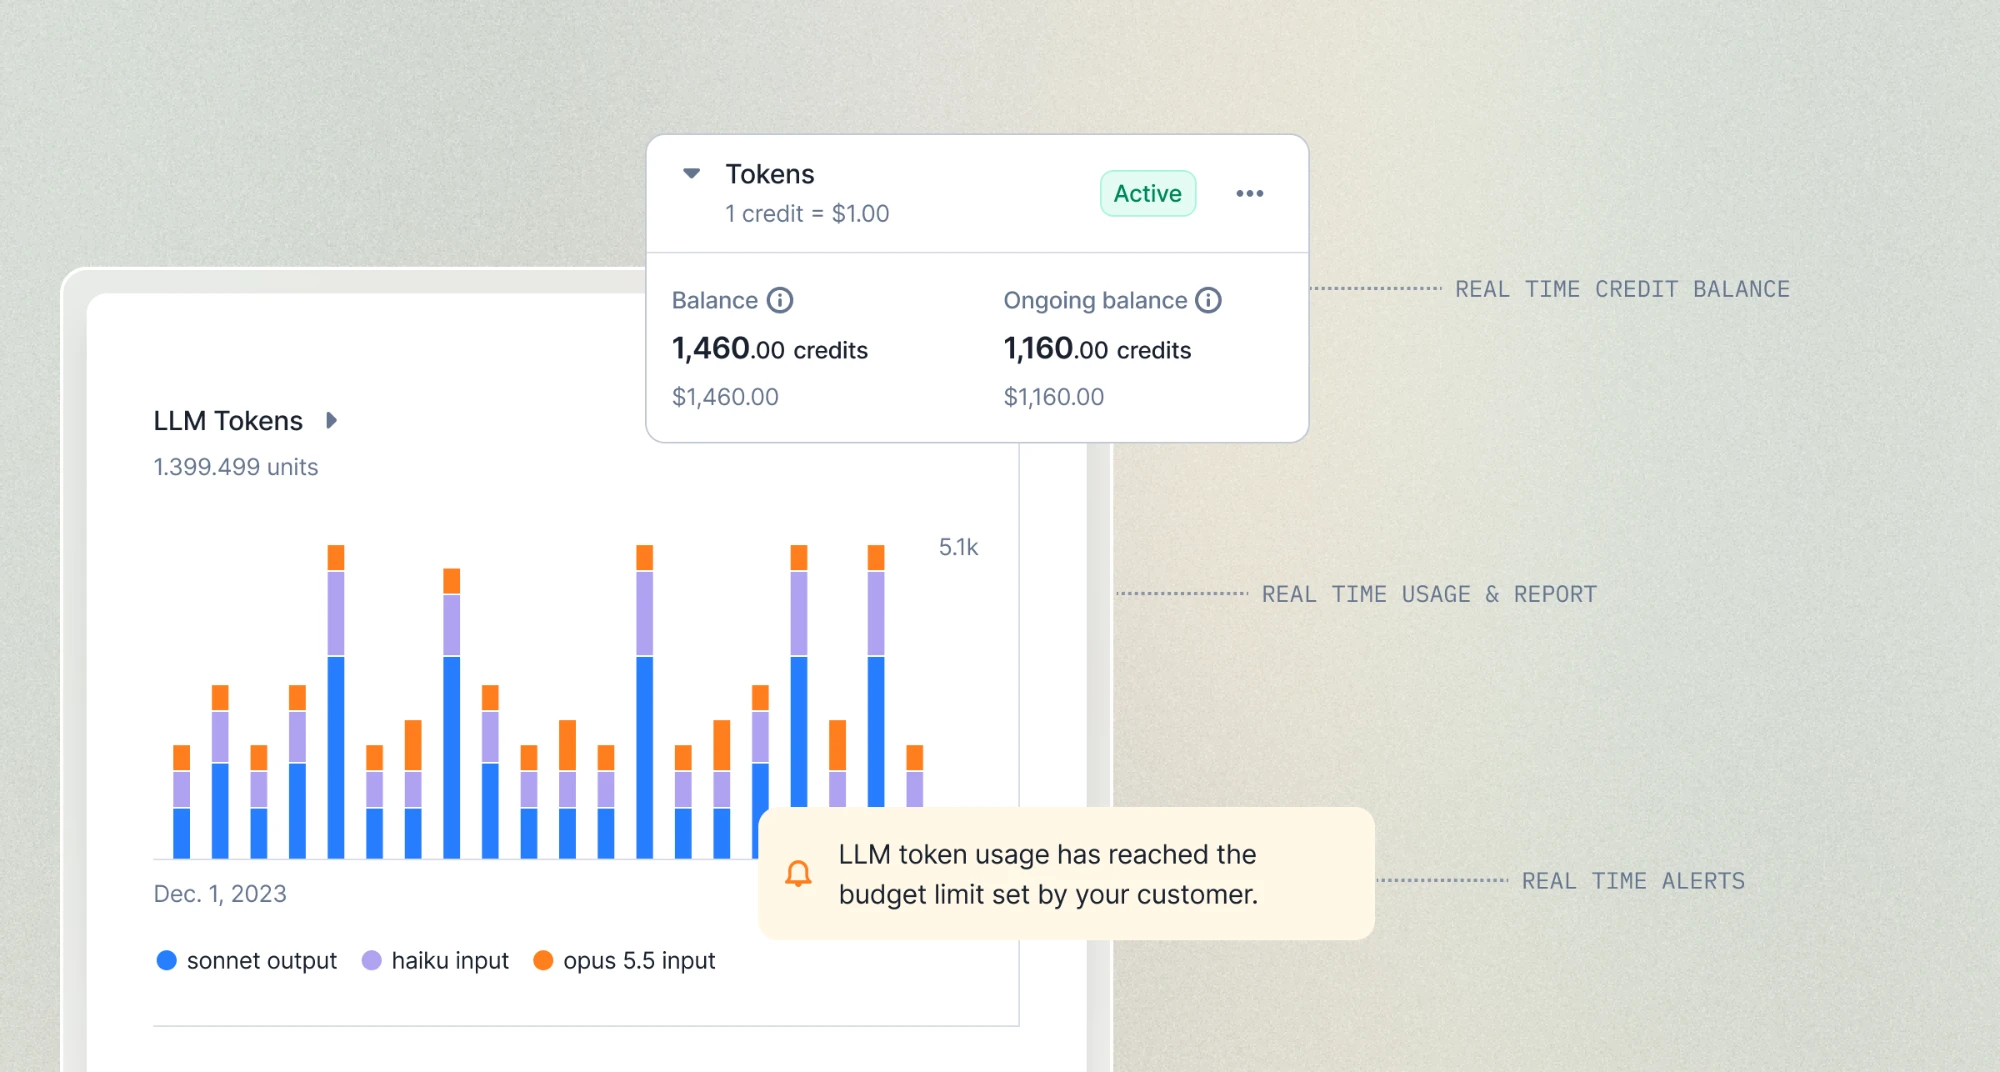 Tokens
1 credit = $1.00
Active
Balance
1,460.00 credits
$1,460.00
Ongoing balance
1,160.00 credits
$1,160.00
REAL TIME CREDIT BALANCE
LLM Tokens
1.399.499 units
5.1k
REAL TIME USAGE & REPORT
LLM token usage has reached the
budget limit set by your customer.
REAL TIME ALERTS
Dec. 1, 2023
sonnet output
haiku input
opus 5.5 input